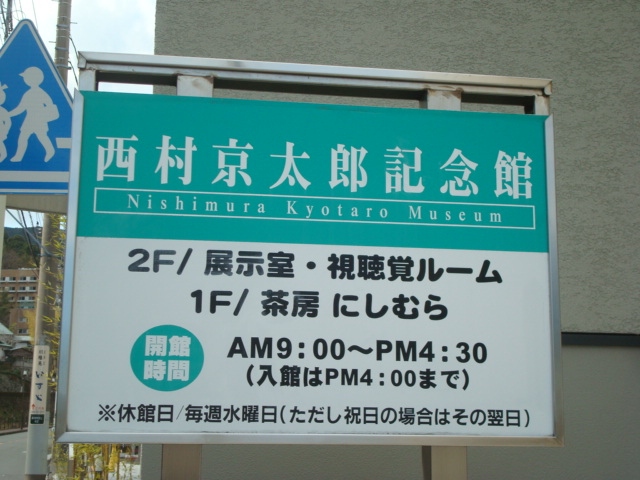 西村京太郎記念館
Nishimura Kyotaro Museum
2F/ 展示室・視聴覚ルーム
1F/ 茶房 にしむら
開館時間
AM9:00～PM4:30
(入館はPM4:00まで)
※休館日/毎週水曜日(ただし祝日の場合はその翌日)